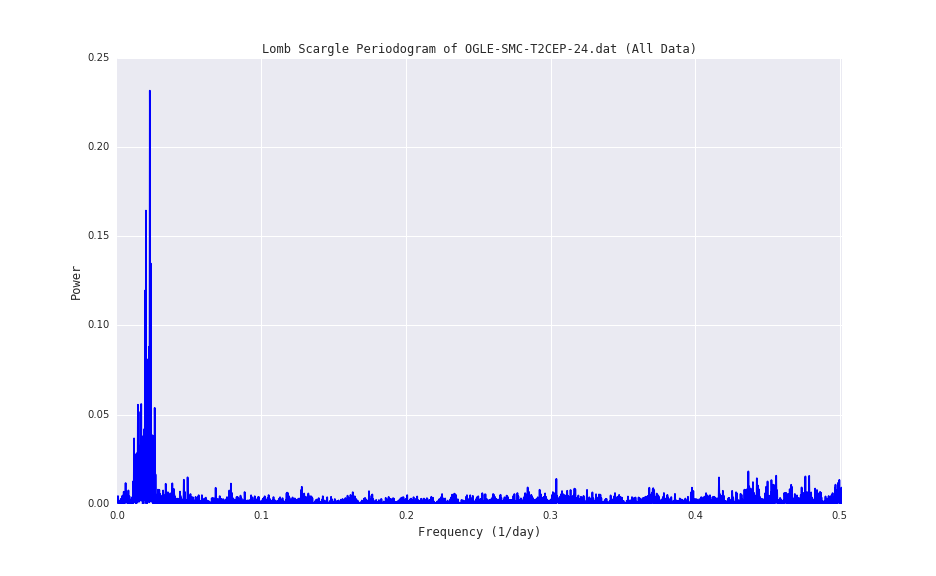 Lomb Scargle Periodogram of OGLE-SMC-T2CEP-24.dat (All Data)
0.25
0.20
0.15
0.10
0.05
0.00
Power
0.0 0.1 0.2 0.3 0.4 0.5
Frequency (1/day)